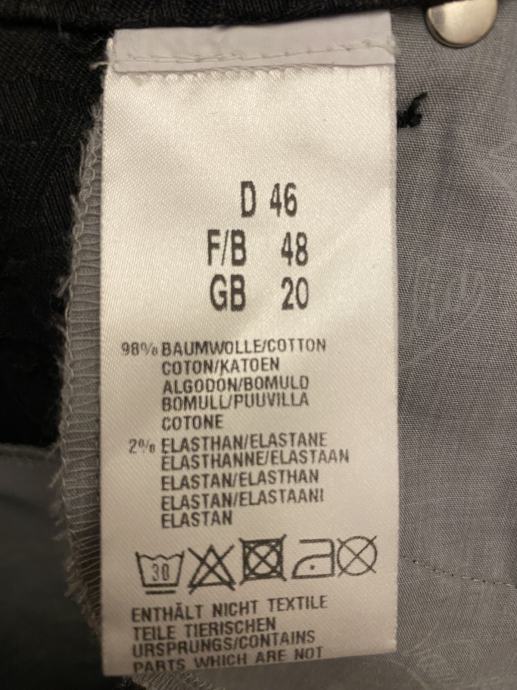 D 46
F/B 48
GB 20
98% BAUMWOLLE/COTTON
COTON/KATOEN
ALGODON/BOMULD
BOMULL/PUUVILLA
COTONE
2% ELASTHAN/ELASTANE
ELASTHANNE/ELASTAAN
ELASTAN/ELASTHAN
ELASTAN/ELASTAANI
ELASTAN
30
ENTHÄLT NICHT TEXTILE
TEILE TIERISCHEN
URSPRUNGS/CONTAINS
PARTS WHICH ARE NOT